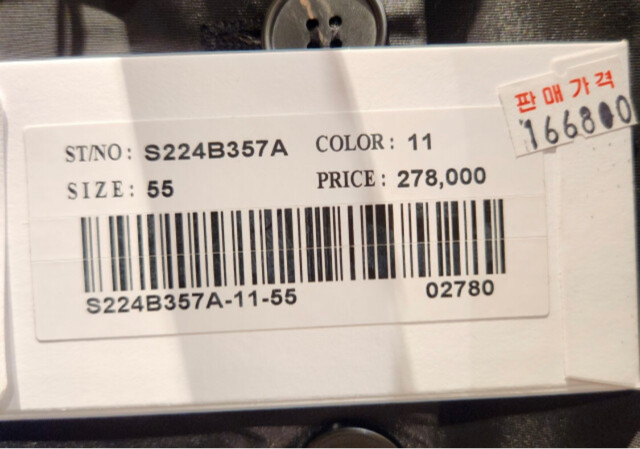 판매가격
166800
ST/NO: S224B357A COLOR: 11
SIZE: 55 PRICE: 278,000
S224B357A-11-55 02780